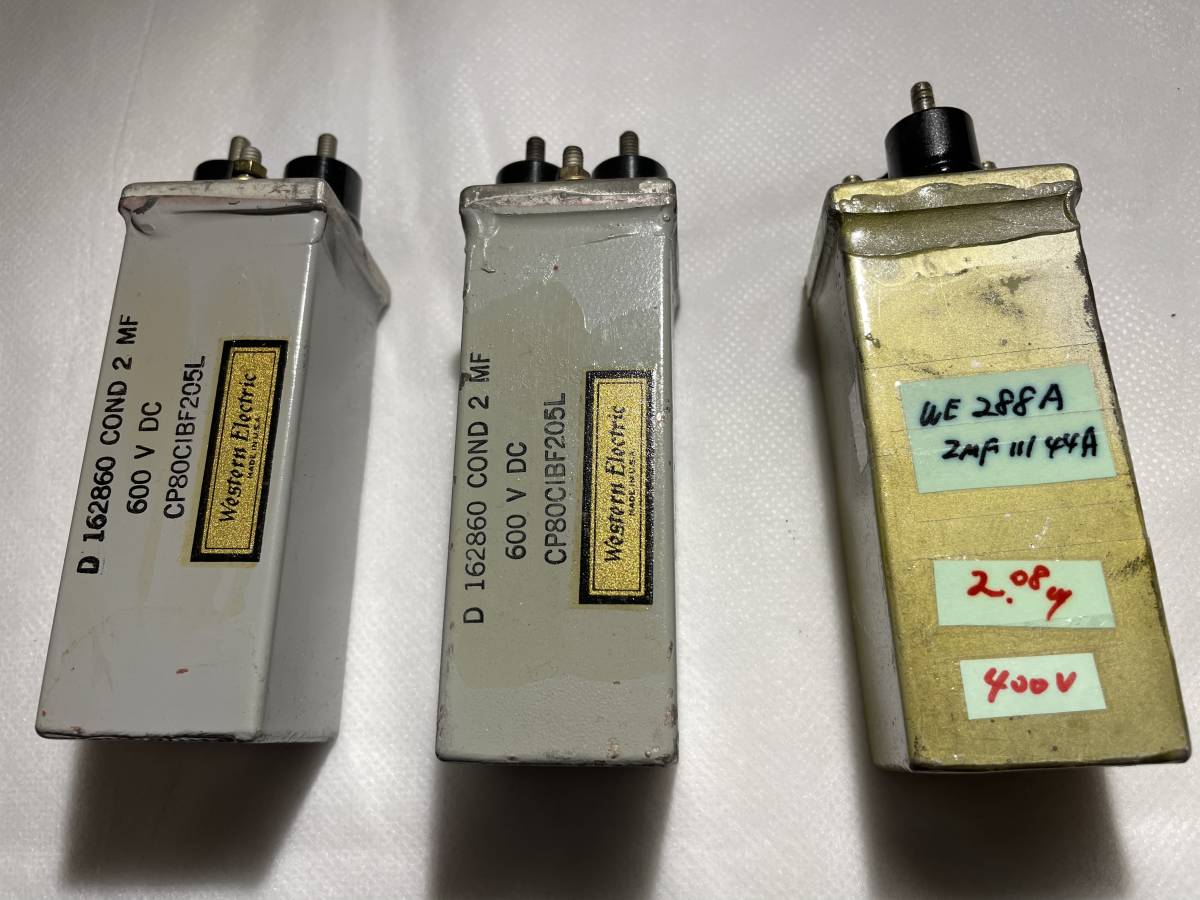 D 162860 COND 2 MF
600 V DC
CP80CIBF205L
Western Electric
MADE IN U.S.A
D 162860 COND 2 MF
600 V DC
CP80CIBF205L
Western Electric
MADE IN U.S.A
WE 288A
2MF 111 44A
2.08
400V